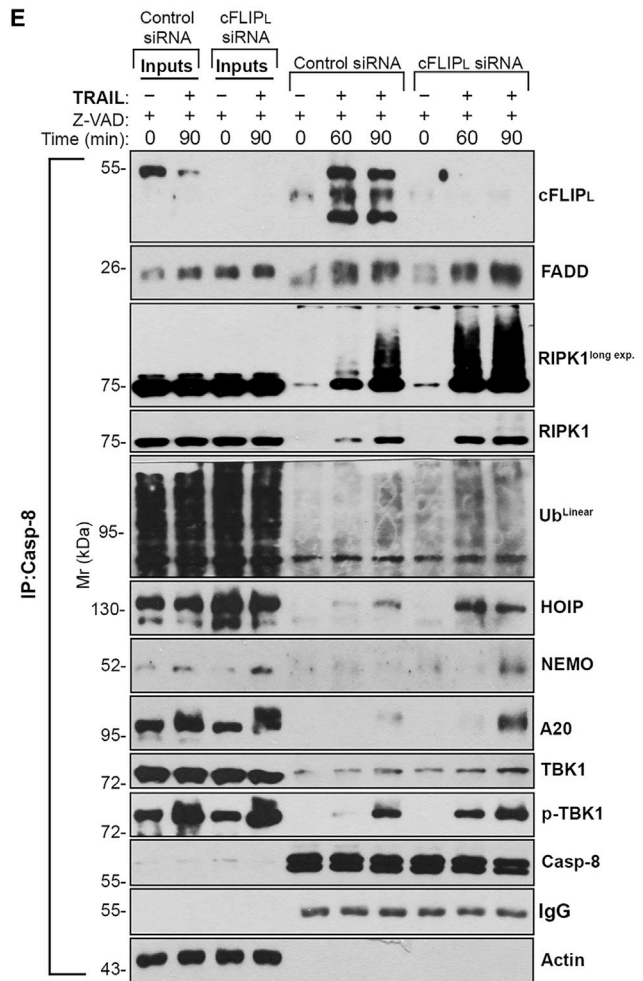 E
Control siRNA
cFLIPL siRNA
Inputs Inputs
Control siRNA cFLIPL siRNA
TRAIL: − + − + − + + − + +
Z-VAD: + + + + + + + + + +
Time (min): 0 90 0 90 0 60 90 0 60 90
IP:Casp-8
Mr (kDa)
55- cFLIPL
26- FADD
75- RIPK1 long exp.
75- RIPK1
95- UbLinear
130- HOIP
52- NEMO
95- A20
72- TBK1
72- p-TBK1
55- Casp-8
55- IgG
43- Actin